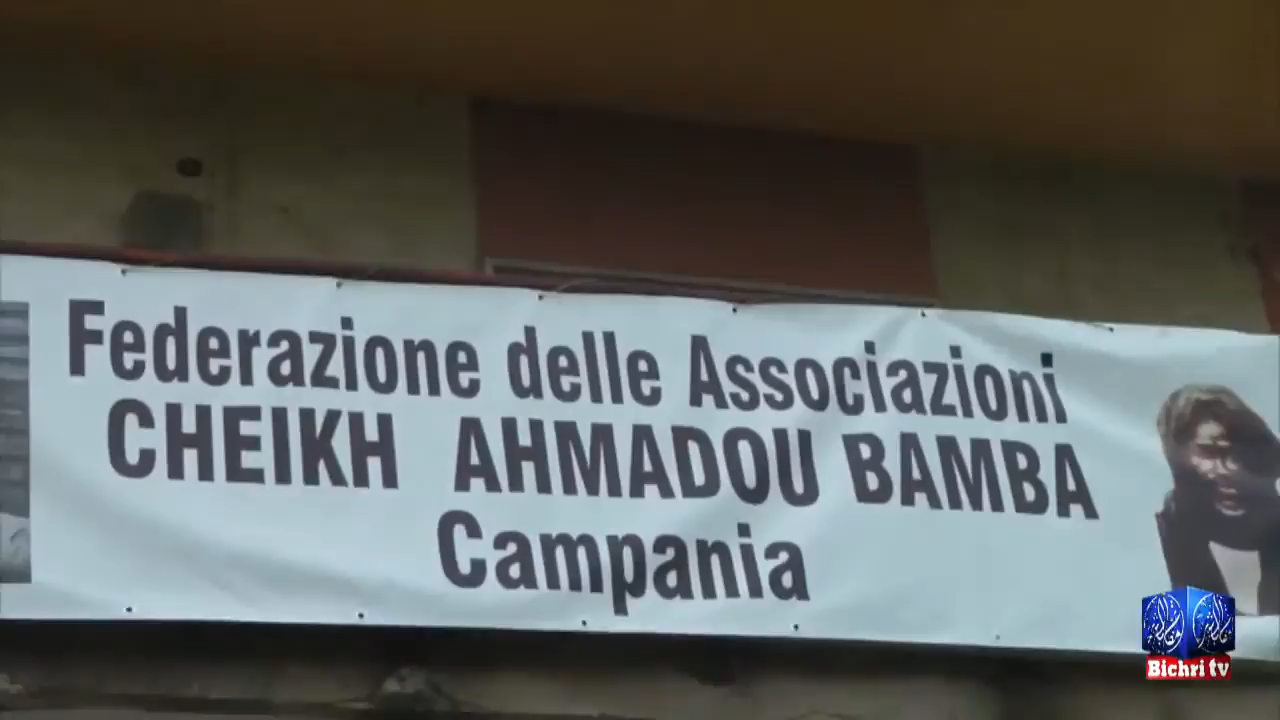 Federazione delle Associazioni
CHEIKH AHMADOU BAMBA
Campania
Bichri tv